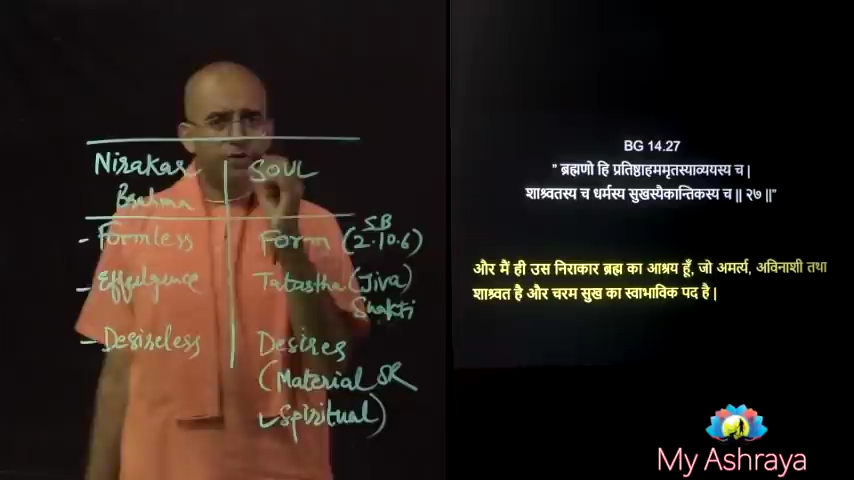 Nirakar SOUL
Brahma
- Formless Form (SB 2.10.6)
- Effulgence Tatastha (Jiva)
Shakti
- Desireless Desires
(Material OR
Spiritual)
BG 14.27
" ब्रह्मणो हि प्रतिष्ठाहममृतस्याव्ययस्य च |
शाश्र्वतस्य च धर्मस्य सुखस्यैकान्तिकस्य च || २७ ||"
और मैं ही उस निराकार ब्रह्म का आश्रय हूँ, जो अमर्त्य, अविनाशी तथा
शाश्र्वत है और चरम सुख का स्वाभाविक पद है |
My Ashraya